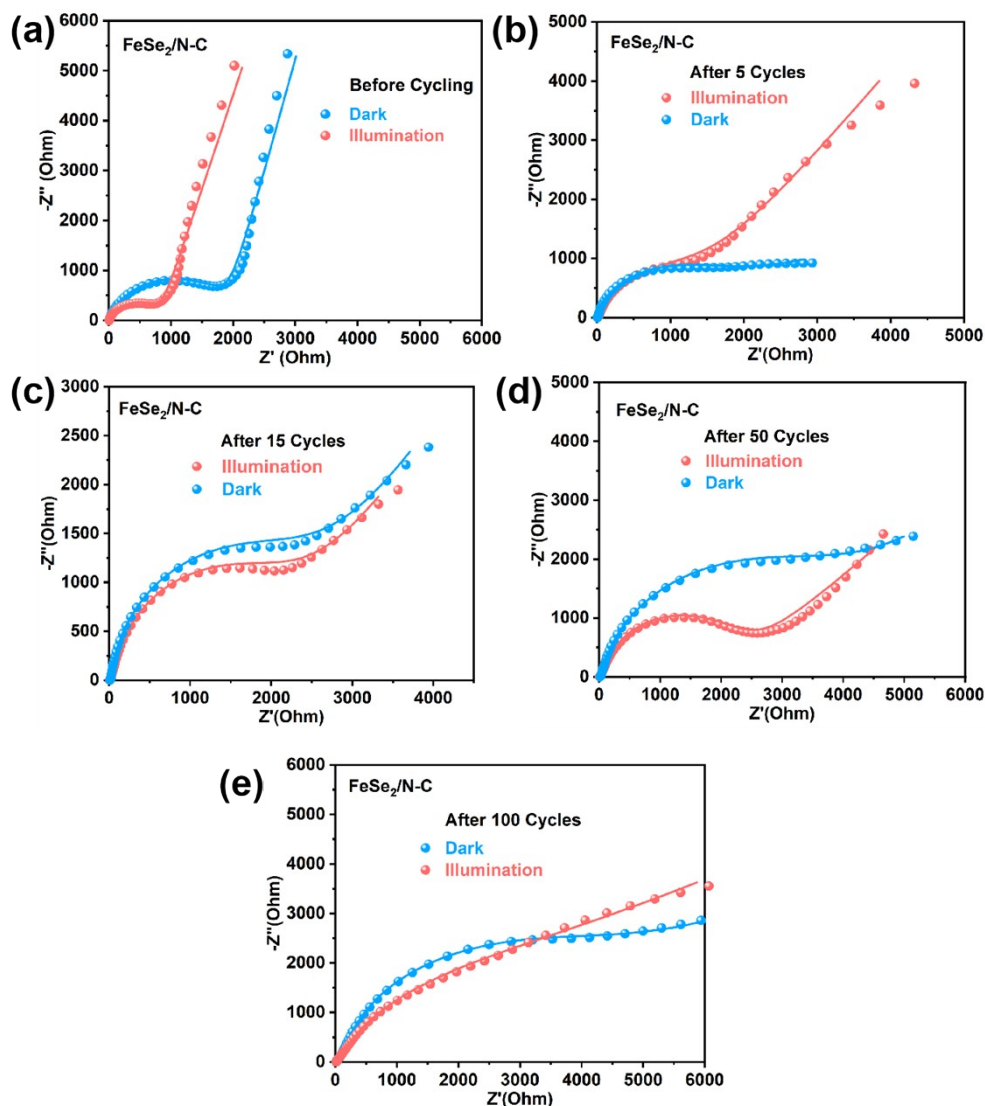 (a)
FeSe₂/N-C
Before Cycling
Dark
Illumination
-Z''(Ohm)
6000
5000
4000
3000
2000
1000
0
0 1000 2000 3000 4000 5000 6000
Z' (Ohm)
(b)
FeSe₂/N-C
After 5 Cycles
Illumination
Dark
-Z''(Ohm)
5000
4000
3000
2000
1000
0
0 1000 2000 3000 4000 5000
Z'(Ohm)
(c)
FeSe₂/N-C
After 15 Cycles
Illumination
Dark
-Z''(Ohm)
3000
2500
2000
1500
1000
500
0
0 1000 2000 3000 4000
Z'(Ohm)
(d)
FeSe₂/N-C
After 50 Cycles
Illumination
Dark
-Z''(Ohm)
5000
4000
3000
2000
1000
0
0 1000 2000 3000 4000 5000 6000
Z'(Ohm)
(e)
FeSe₂/N-C
After 100 Cycles
Dark
Illumination
-Z''(Ohm)
6000
5000
4000
3000
2000
1000
0
0 1000 2000 3000 4000 5000 6000
Z'(Ohm)